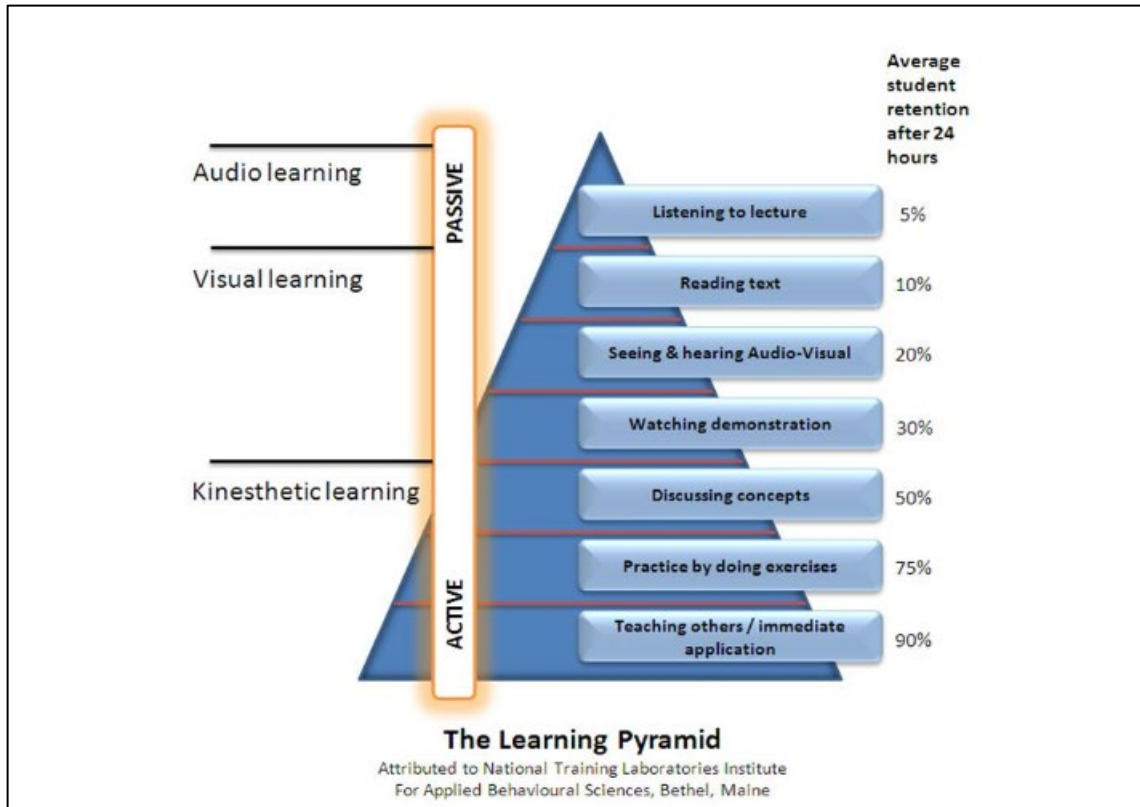 Average
student
retention
after 24
hours
Audio learning
Visual learning
Kinesthetic learning
PASSIVE
ACTIVE
Listening to lecture
5%
Reading text
10%
Seeing & hearing Audio-Visual
20%
Watching demonstration
30%
Discussing concepts
50%
Practice by doing exercises
75%
Teaching others / immediate
application
90%
The Learning Pyramid
Attributed to National Training Laboratories Institute
For Applied Behavioural Sciences, Bethel, Maine